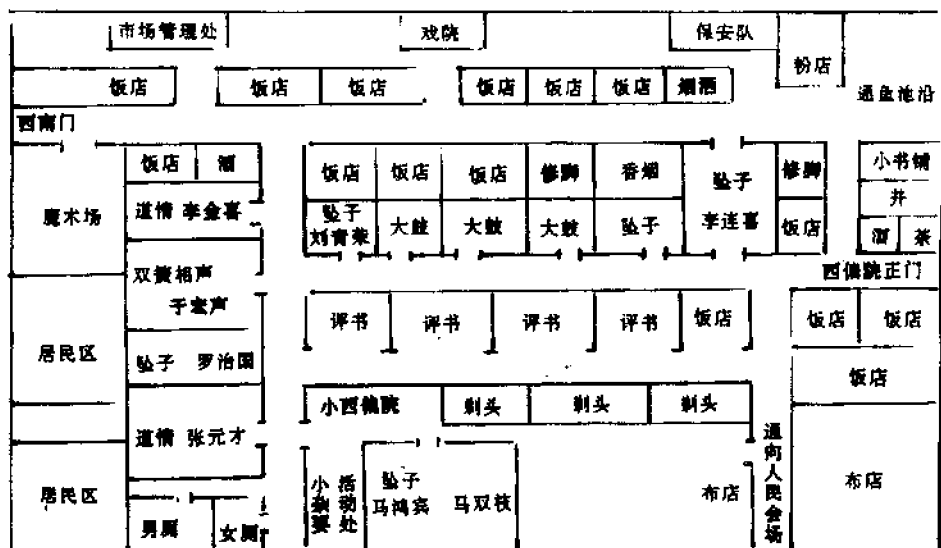 市场管理处 戏院 保安队
粉店
饭店 饭店 饭店 饭店 饭店 饭店 烟酒
通鱼池沿
西南门
饭店 酒 饭店 饭店 饭店 修脚 香烟 坠子 修脚 小书铺
井
魔术场 道情 李金喜 坠子 大鼓 大鼓 大鼓 坠子 李连喜 饭店 酒 茶
刘青荣
西僬院正门
双簧相声
于宏声
评书 评书 评书 评书 饭店 饭店 饭店
居民区 坠子 罗治国
饭店
小西僬院 剃头 剃头 剃头
道情 张元才
通向人民会场
居民区
小杂耍
活动处
坠子
马鸿宾 马双枝
布店 布店
男厕 女厕